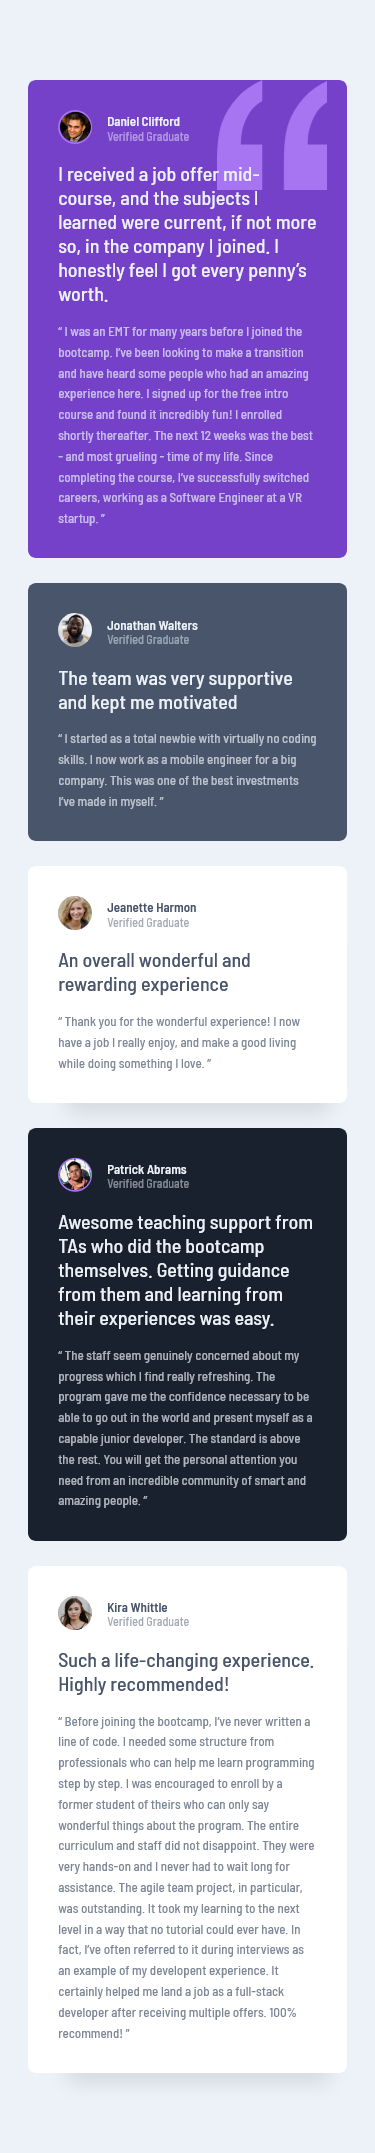 Daniel Clifford
Verified Graduate
I received a job offer mid-
course, and the subjects I
learned were current, if not more
so, in the company I joined. I
honestly feel I got every penny’s
worth.
“ I was an EMT for many years before I joined the
bootcamp. I’ve been looking to make a transition
and have heard some people who had an amazing
experience here. I signed up for the free intro
course and found it incredibly fun! I enrolled
shortly thereafter. The next 12 weeks was the best
- and most grueling - time of my life. Since
completing the course, I’ve successfully switched
careers, working as a Software Engineer at a VR
startup. ”
Jonathan Walters
Verified Graduate
The team was very supportive
and kept me motivated
“ I started as a total newbie with virtually no coding
skills. I now work as a mobile engineer for a big
company. This was one of the best investments
I’ve made in myself. ”
Jeanette Harmon
Verified Graduate
An overall wonderful and
rewarding experience
“ Thank you for the wonderful experience! I now
have a job I really enjoy, and make a good living
while doing something I love. ”
Patrick Abrams
Verified Graduate
Awesome teaching support from
TAs who did the bootcamp
themselves. Getting guidance
from them and learning from
their experiences was easy.
“ The staff seem genuinely concerned about my
progress which I find really refreshing. The
program gave me the confidence necessary to be
able to go out in the world and present myself as a
capable junior developer. The standard is above
the rest. You will get the personal attention you
need from an incredible community of smart and
amazing people. ”
Kira Whittle
Verified Graduate
Such a life-changing experience.
Highly recommended!
“ Before joining the bootcamp, I’ve never written a
line of code. I needed some structure from
professionals who can help me learn programming
step by step. I was encouraged to enroll by a
former student of theirs who can only say
wonderful things about the program. The entire
curriculum and staff did not disappoint. They were
very hands-on and I never had to wait long for
assistance. The agile team project, in particular,
was outstanding. It took my learning to the next
level in a way that no tutorial could ever have. In
fact, I’ve often referred to it during interviews as
an example of my developent experience. It
certainly helped me land a job as a full-stack
developer after receiving multiple offers. 100%
recommend! ”